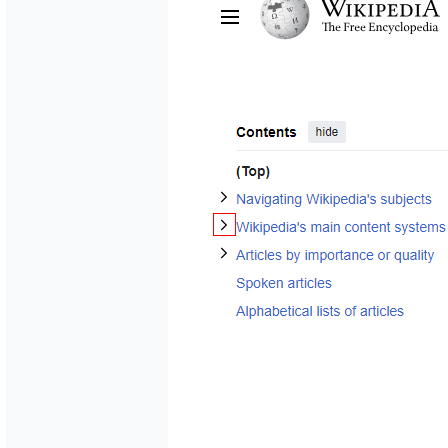 WIKIPEDIA
The Free Encyclopedia
Contents hide
(Top)
Navigating Wikipedia's subjects
Wikipedia's main content systems
Articles by importance or quality
Spoken articles
Alphabetical lists of articles